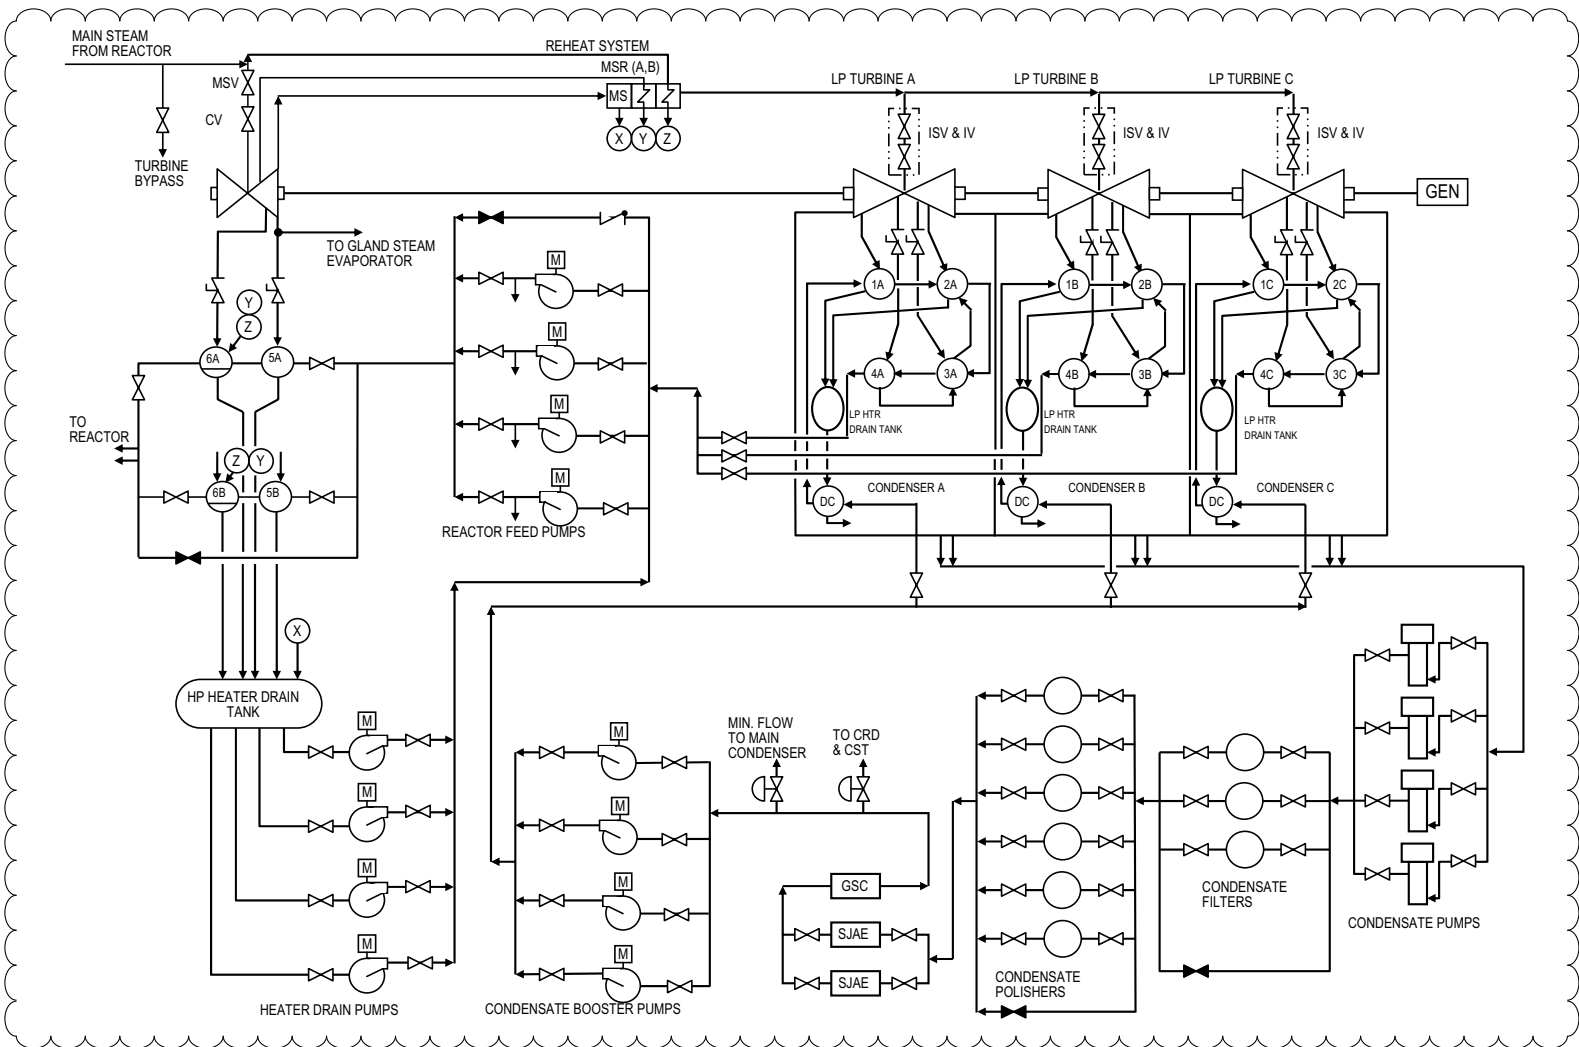 MAIN STEAM
FROM REACTOR
REHEAT SYSTEM
MSR (A,B)
LP TURBINE A
LP TURBINE B
LP TURBINE C
MSV
MS
CV
X
Y
Z
ISV & IV
ISV & IV
ISV & IV
TURBINE
BYPASS
GEN
TO GLAND STEAM
EVAPORATOR
M
1A
2A
1B
2B
1C
2C
Y
Z
M
6A
5A
4A
3A
4B
3B
4C
3C
M
TO
REACTOR
LP HTR
DRAIN TANK
LP HTR
DRAIN TANK
LP HTR
DRAIN TANK
Z
Y
M
6B
5B
CONDENSER A
CONDENSER B
CONDENSER C
DC
DC
DC
REACTOR FEED PUMPS
X
HP HEATER DRAIN
TANK
M
M
MIN. FLOW
TO MAIN
CONDENSER
TO CRD
& CST
M
M
M
M
GSC
CONDENSATE
FILTERS
CONDENSATE PUMPS
SJAE
M
M
SJAE
CONDENSATE
POLISHERS
HEATER DRAIN PUMPS
CONDENSATE BOOSTER PUMPS